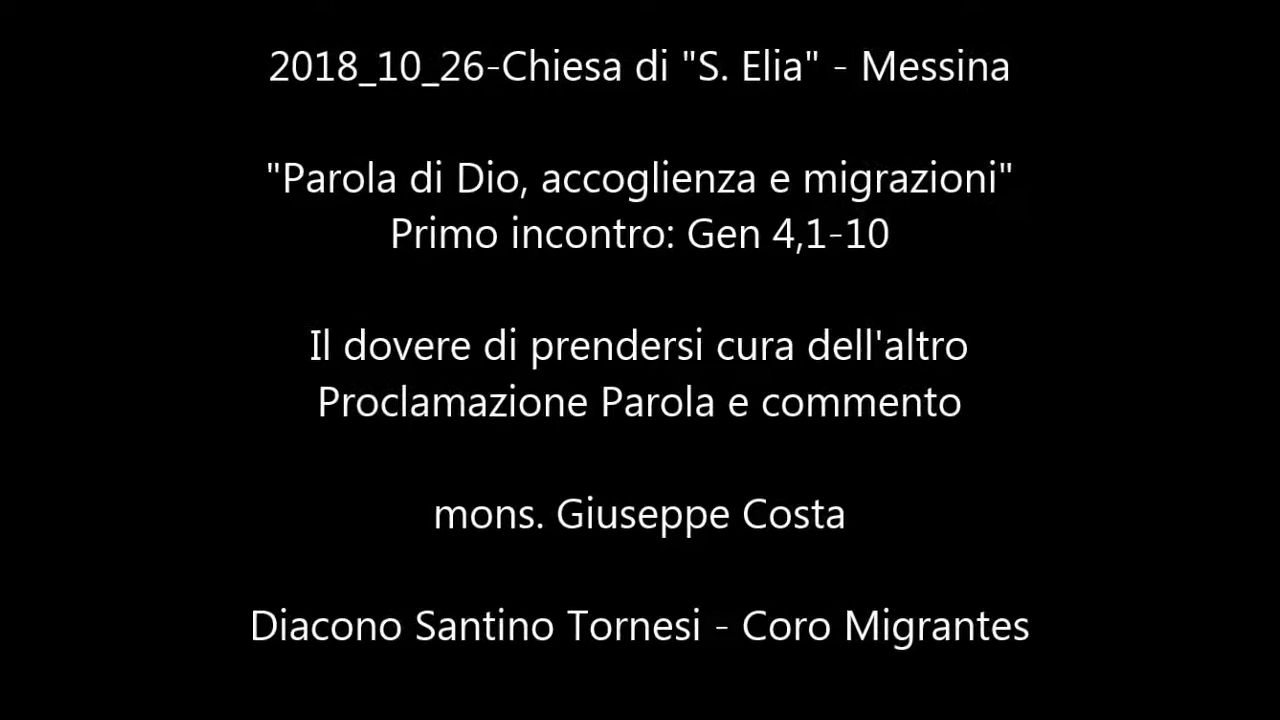 2018_10_26-Chiesa di "S. Elia" - Messina
"Parola di Dio, accoglienza e migrazioni"
Primo incontro: Gen 4,1-10
Il dovere di prendersi cura dell'altro
Proclamazione Parola e commento
mons. Giuseppe Costa
Diacono Santino Tornesi - Coro Migrantes